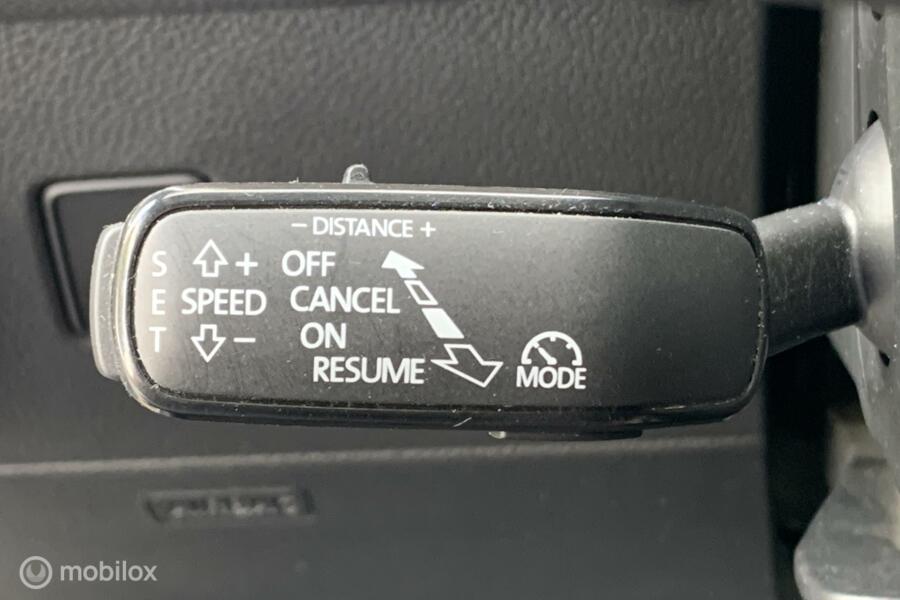 − DISTANCE +
S + OFF
E SPEED CANCEL
T − ON
RESUME MODE
mobilox